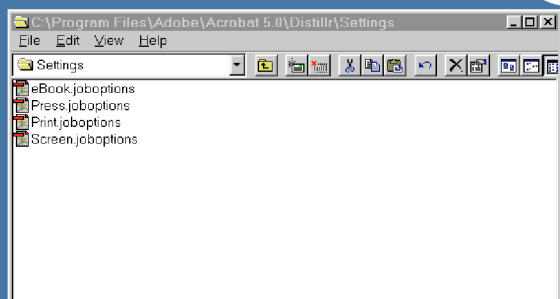 C:\Program Files\Adobe\Acrobat 5.0\Distillr\Settings
File Edit View Help
Settings
eBook.joboptions
Press.joboptions
Print.joboptions
Screen.joboptions